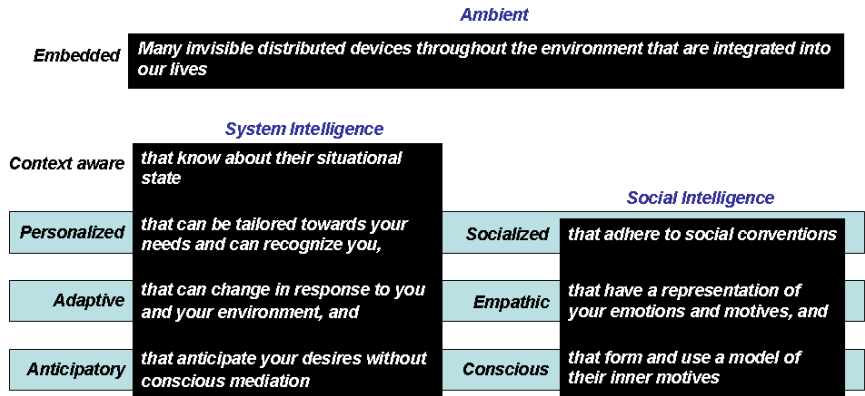 Ambient
Embedded
Many invisible distributed devices throughout the environment that are integrated into
our lives
System Intelligence
Context aware
that know about their situational
state
Social Intelligence
Personalized
that can be tailored towards your
needs and can recognize you,
Socialized
that adhere to social conventions
Adaptive
that can change in response to you
and your environment, and
Empathic
that have a representation of
your emotions and motives, and
Anticipatory
that anticipate your desires without
conscious mediation
Conscious
that form and use a model of
their inner motives